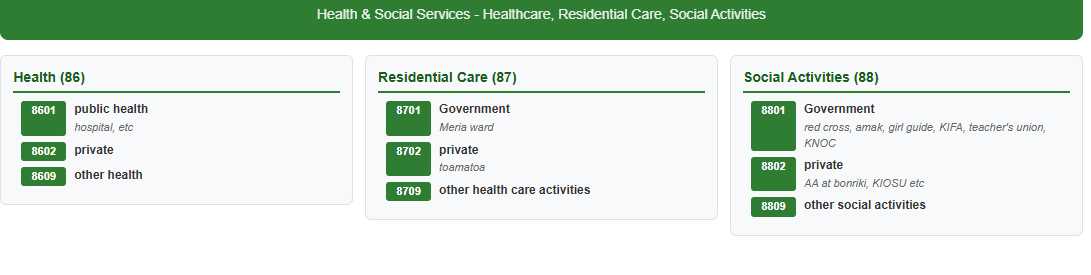 Health & Social Services - Healthcare, Residential Care, Social Activities
Health (86)
8601 public health
hospital, etc
8602 private
8609 other health
Residential Care (87)
8701 Government
Meria ward
8702 private
toamatoa
8709 other health care activities
Social Activities (88)
8801 Government
red cross, amak, girl guide, KIFA, teacher's union,
KNOC
8802 private
AA at bonriki, KIOSU etc
8809 other social activities